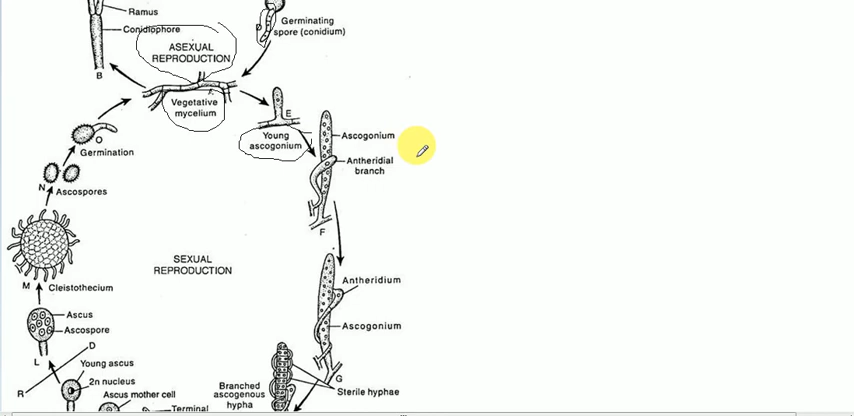 Ramus
Conidiophore
B
ASEXUAL
REPRODUCTION
Germinating
spore (conidium)
Vegetative
mycelium
E
Young
ascogonium
Ascogonium
Antheridial
branch
F
O
Germination
N
Ascospores
SEXUAL
REPRODUCTION
M
Cleistothecium
Antheridium
Ascogonium
G
Ascus
Ascospore
L
D
R
Young ascus
2n nucleus
Ascus mother cell
Terminal
Branched
ascogenous
hypha
Sterile hyphae